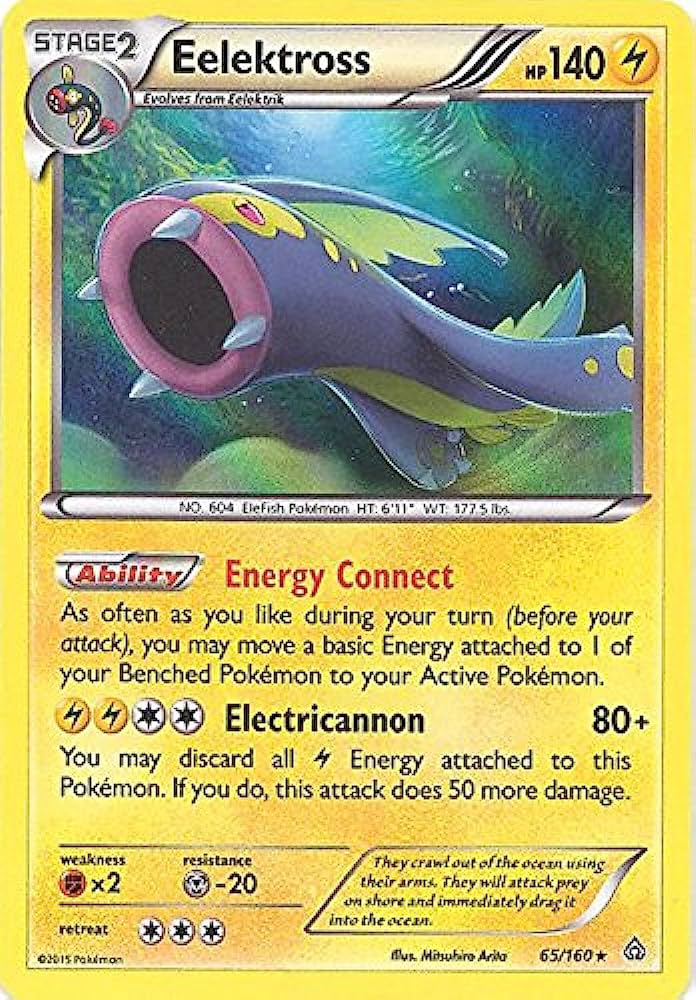 STAGE2
Eelektross
HP140
Evolves from Eelektrik
NO. 604 EleFish Pokémon HT: 6'11" WT: 177.5 lbs.
Ability Energy Connect
As often as you like during your turn (before your
attack), you may move a basic Energy attached to 1 of
your Benched Pokémon to your Active Pokémon.
Electricannon 80+
You may discard all Energy attached to this
Pokémon. If you do, this attack does 50 more damage.
weakness
×2
resistance
-20
retreat
They crawl out of the ocean using
their arms. They will attack prey
on shore and immediately drag it
into the ocean.
©2015 Pokémon
Illus. Mitsuhiro Arita
65/160★